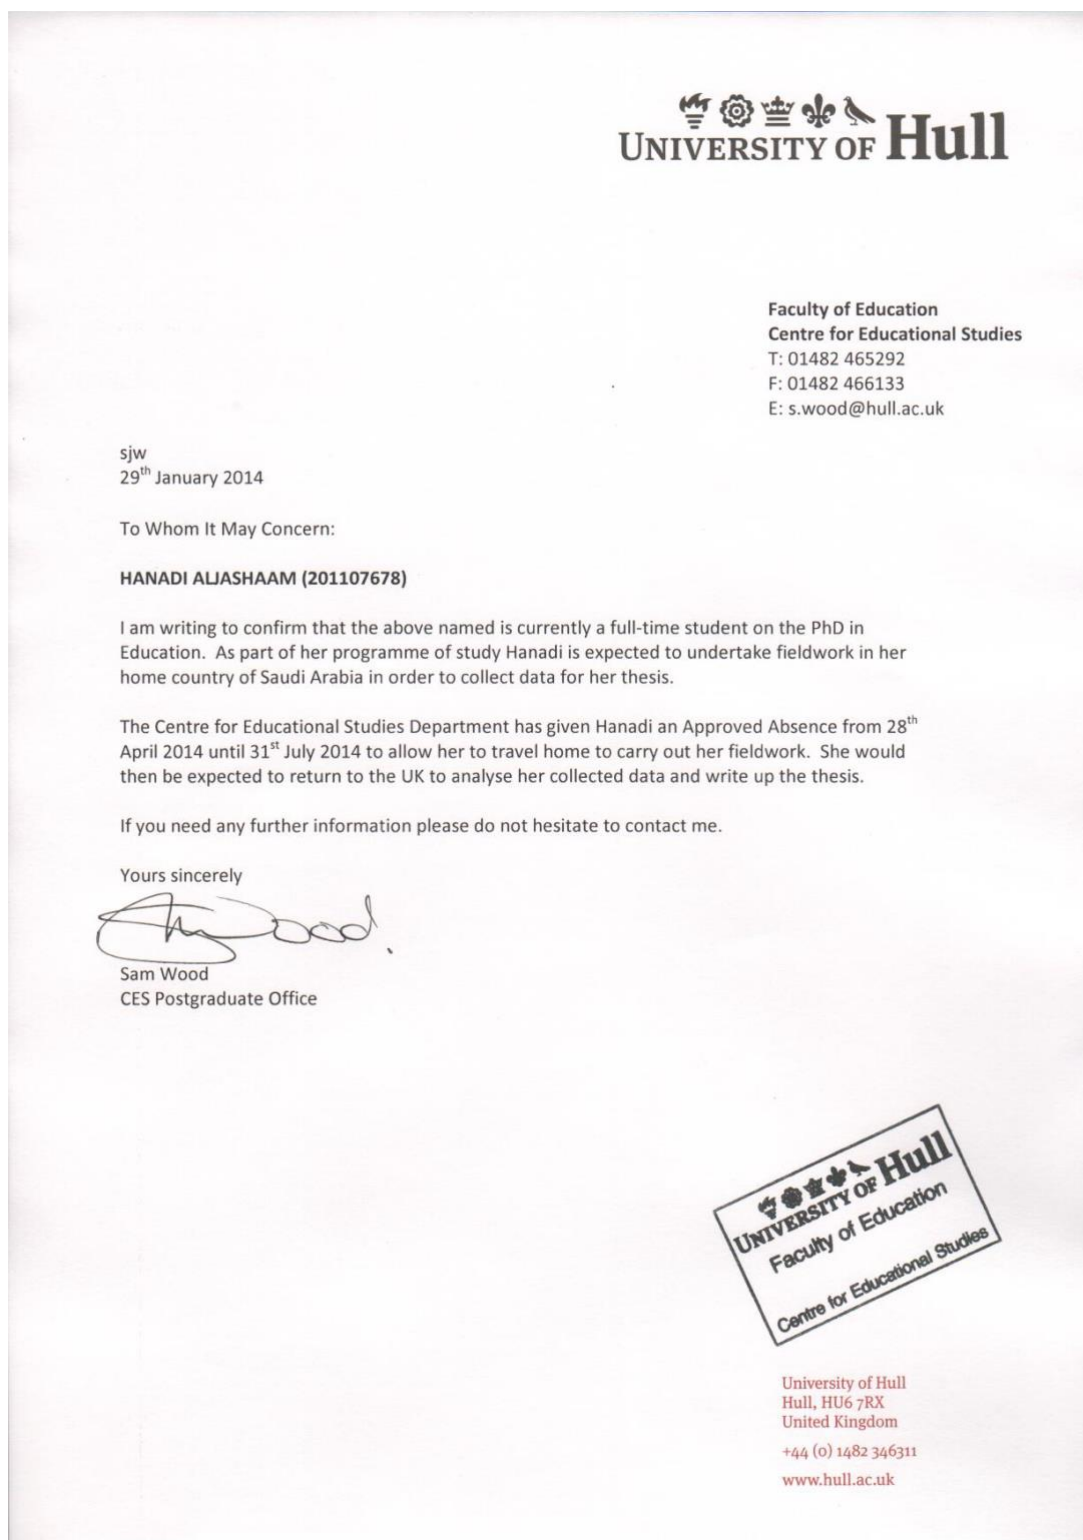 UNIVERSITY OF Hull
Faculty of Education
Centre for Educational Studies
T: 01482 465292
F: 01482 466133
E: s.wood@hull.ac.uk
sjw
29th January 2014
To Whom It May Concern:
HANADI ALJASHAAM (201107678)
I am writing to confirm that the above named is currently a full-time student on the PhD in
Education. As part of her programme of study Hanadi is expected to undertake fieldwork in her
home country of Saudi Arabia in order to collect data for her thesis.
The Centre for Educational Studies Department has given Hanadi an Approved Absence from 28th
April 2014 until 31st July 2014 to allow her to travel home to carry out her fieldwork. She would
then be expected to return to the UK to analyse her collected data and write up the thesis.
If you need any further information please do not hesitate to contact me.
Yours sincerely
Sam Wood
CES Postgraduate Office
UNIVERSITY OF Hull
Faculty of Education
Centre for Educational Studies
University of Hull
Hull, HU6 7RX
United Kingdom
+44 (0) 1482 346311
www.hull.ac.uk